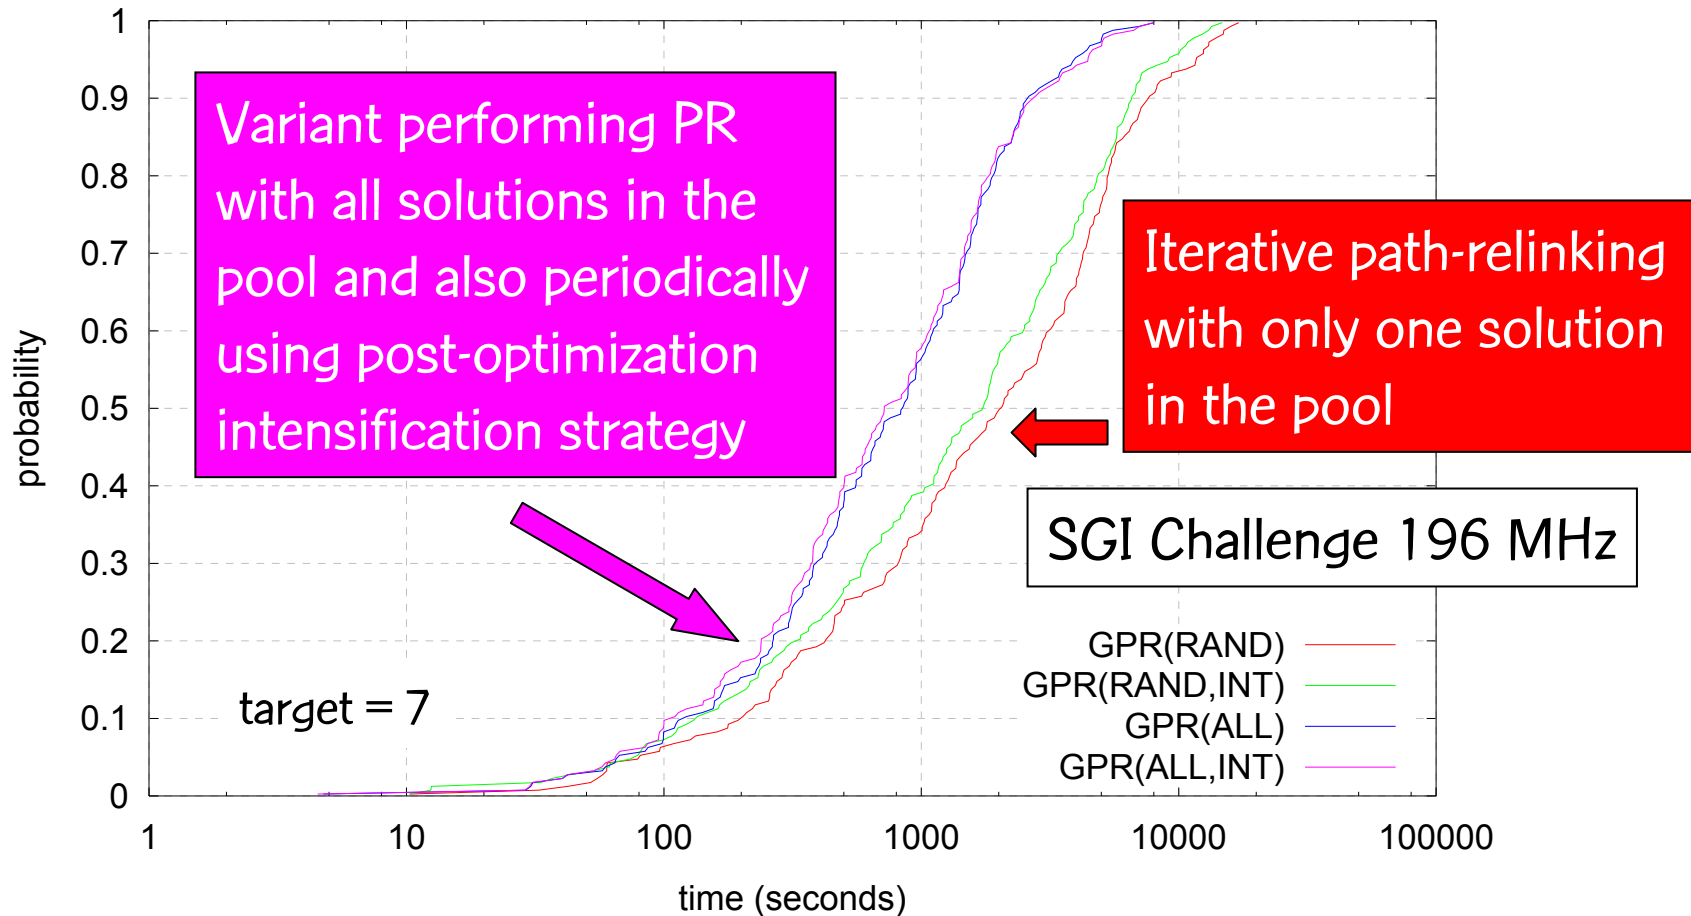 1
0.9
0.8
0.7
0.6
0.5
0.4
0.3
0.2
0.1
0
probability
Variant performing PR
with all solutions in the
pool and also periodically
using post-optimization
intensification strategy
Iterative path-relinking
with only one solution
in the pool
SGI Challenge 196 MHz
target = 7
GPR(RAND)
GPR(RAND,INT)
GPR(ALL)
GPR(ALL,INT)
1 10 100 1000 10000 100000
time (seconds)